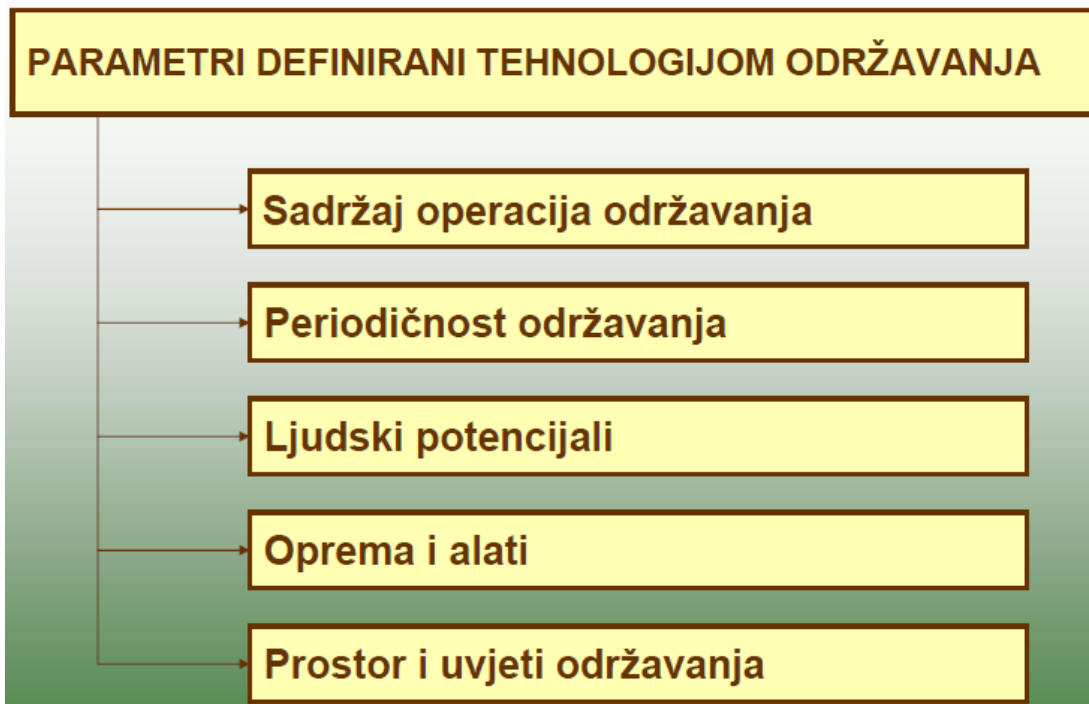 PARAMETRI DEFINIRANI TEHNOLOGIJOM ODRŽAVANJA
Sadržaj operacija održavanja
Periodičnost održavanja
Ljudski potencijali
Oprema i alati
Prostor i uvjeti održavanja